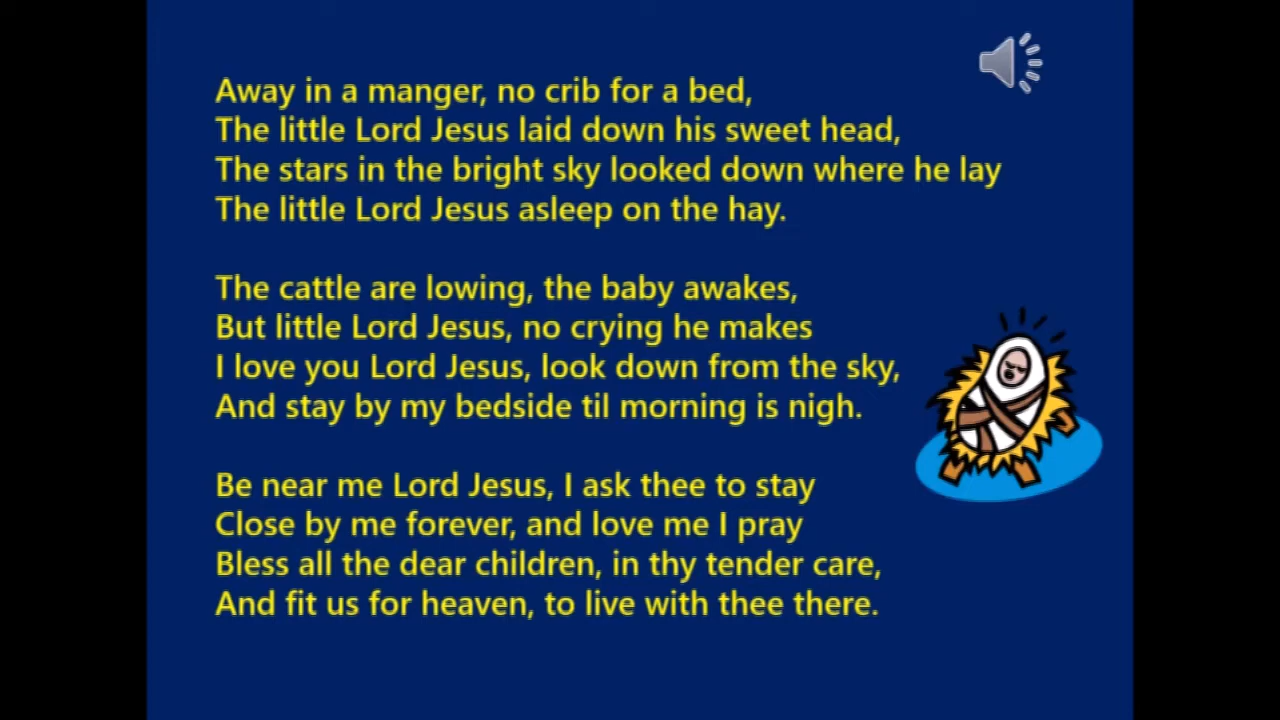 Away in a manger, no crib for a bed,
The little Lord Jesus laid down his sweet head,
The stars in the bright sky looked down where he lay
The little Lord Jesus asleep on the hay.
The cattle are lowing, the baby awakes,
But little Lord Jesus, no crying he makes
I love you Lord Jesus, look down from the sky,
And stay by my bedside til morning is nigh.
Be near me Lord Jesus, I ask thee to stay
Close by me forever, and love me I pray
Bless all the dear children, in thy tender care,
And fit us for heaven, to live with thee there.